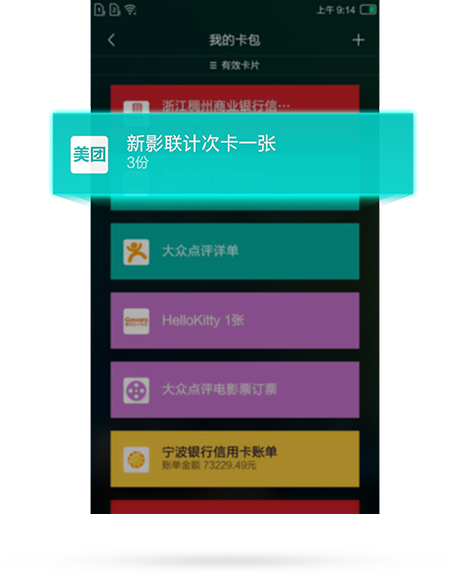 上午 9:14
我的卡包
有效卡片
浙江稠州商业银行信…
美团
新影联计次卡一张
3份
大众点评详单
HelloKitty 1张
大众点评电影票订票
宁波银行信用卡账单
账单金额 73229.49元